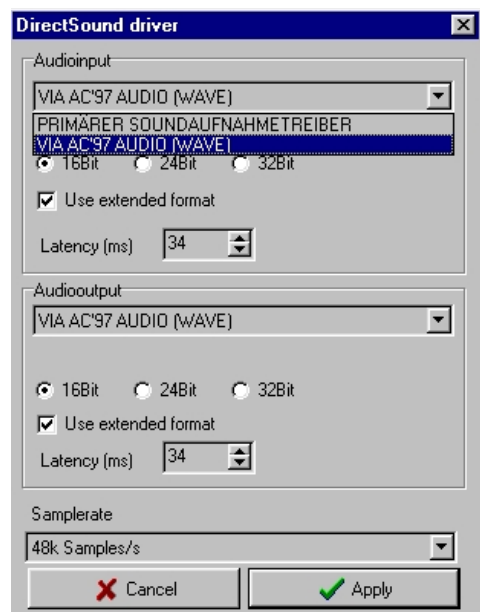 DirectSound driver
Audioinput
VIA AC'97 AUDIO (WAVE)
PRIMÄRER SOUNDAUFNAHMETREIBER
VIA AC'97 AUDIO (WAVE)
16Bit 24Bit 32Bit
Use extended format
Latency (ms) 34
Audiooutput
VIA AC'97 AUDIO (WAVE)
16Bit 24Bit 32Bit
Use extended format
Latency (ms) 34
Samplerate
48k Samples/s
Cancel Apply